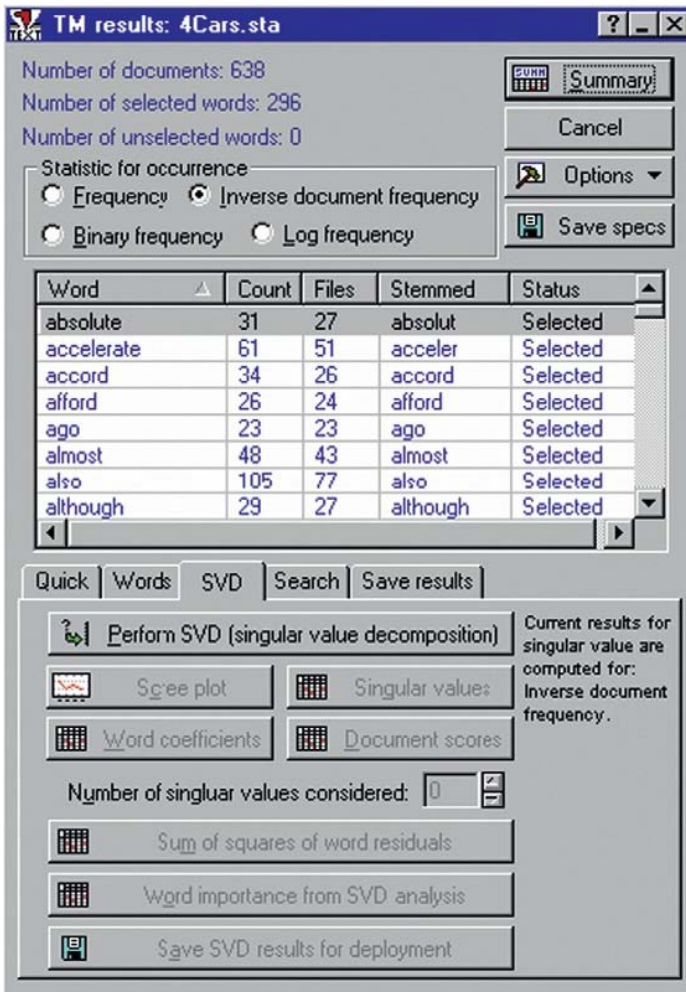 TEXT TM results: 4Cars.sta
Number of documents: 638
Number of selected words: 296
Number of unselected words: 0
SUMM Summary
Cancel
Options
Save specs
Statistic for occurrence
Frequency Inverse document frequency
Binary frequency Log frequency
Word Count Files Stemmed Status
absolute 31 27 absolut Selected
accelerate 61 51 acceler Selected
accord 34 26 accord Selected
afford 26 24 afford Selected
ago 23 23 ago Selected
almost 48 43 almost Selected
also 105 77 also Selected
although 29 27 although Selected
Quick Words SVD Search Save results
Perform SVD (singular value decomposition)
Scree plot Singular values
Word coefficients Document scores
Number of singluar values considered: 0
Sum of squares of word residuals
Word importance from SVD analysis
Save SVD results for deployment
Current results for
singular value are
computed for:
Inverse document
frequency.